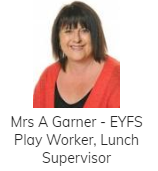 Mrs A Garner - EYFS
Play Worker, Lunch
Supervisor